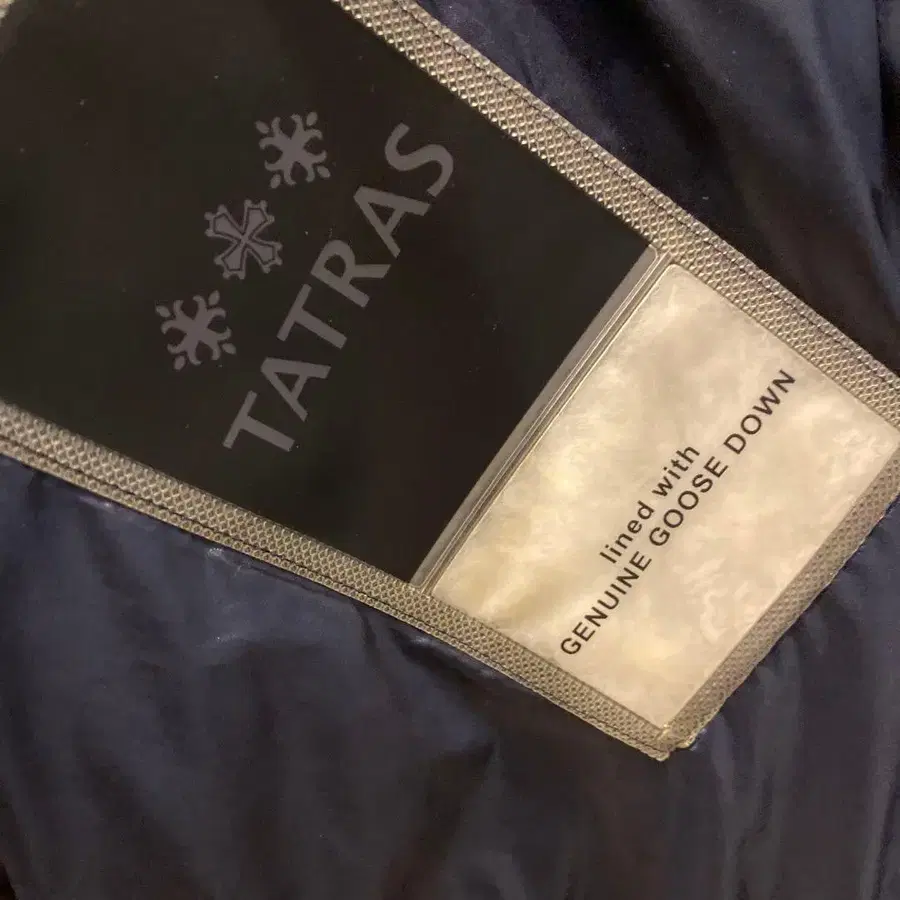 TATRAS
lined with
GENUINE GOOSE DOWN